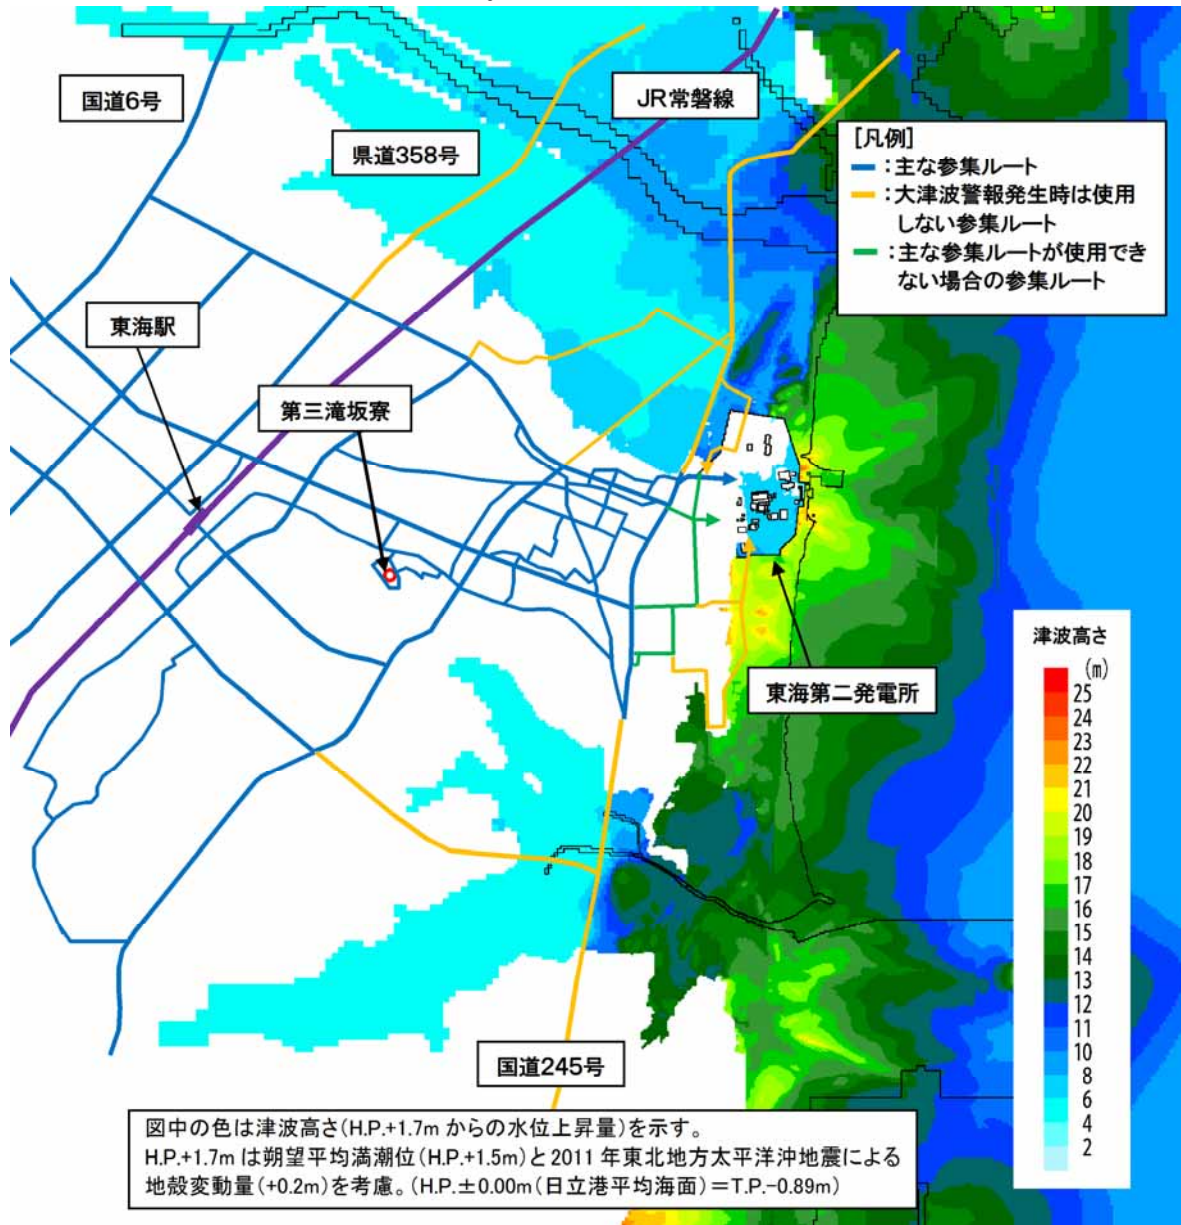 国道6号
JR常磐線
県道358号
[凡例]
:主な参集ルート
:大津波警報発生時は使用
しない参集ルート
:主な参集ルートが使用でき
ない場合の参集ルート
東海駅
第三滝坂寮
東海第二発電所
津波高さ
(m)
25
24
23
22
21
20
19
18
17
16
15
14
13
12
11
10
8
6
4
2
国道245号
図中の色は津波高さ(H.P.+1.7m からの水位上昇量)を示す。
H.P.+1.7m は朔望平均満潮位(H.P.+1.5m)と2011 年東北地方太平洋沖地震による
地殻変動量(+0.2m)を考慮。(H.P.±0.00m(日立港平均海面)=T.P.-0.89m)